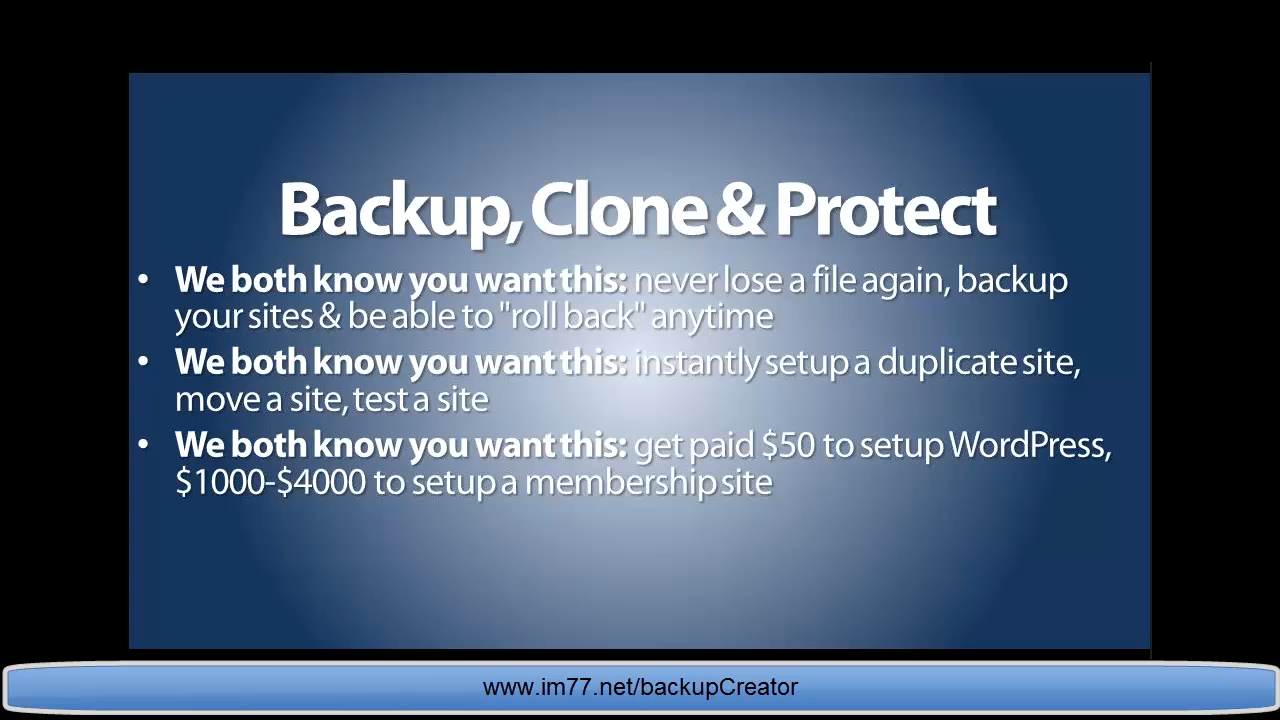 Backup, Clone & Protect
• We both know you want this: never lose a file again, backup
your sites & be able to "roll back" anytime
• We both know you want this: instantly setup a duplicate site,
move a site, test a site
• We both know you want this: get paid $50 to setup WordPress,
$1000-$4000 to setup a membership site
www.im77.net/backupCreator